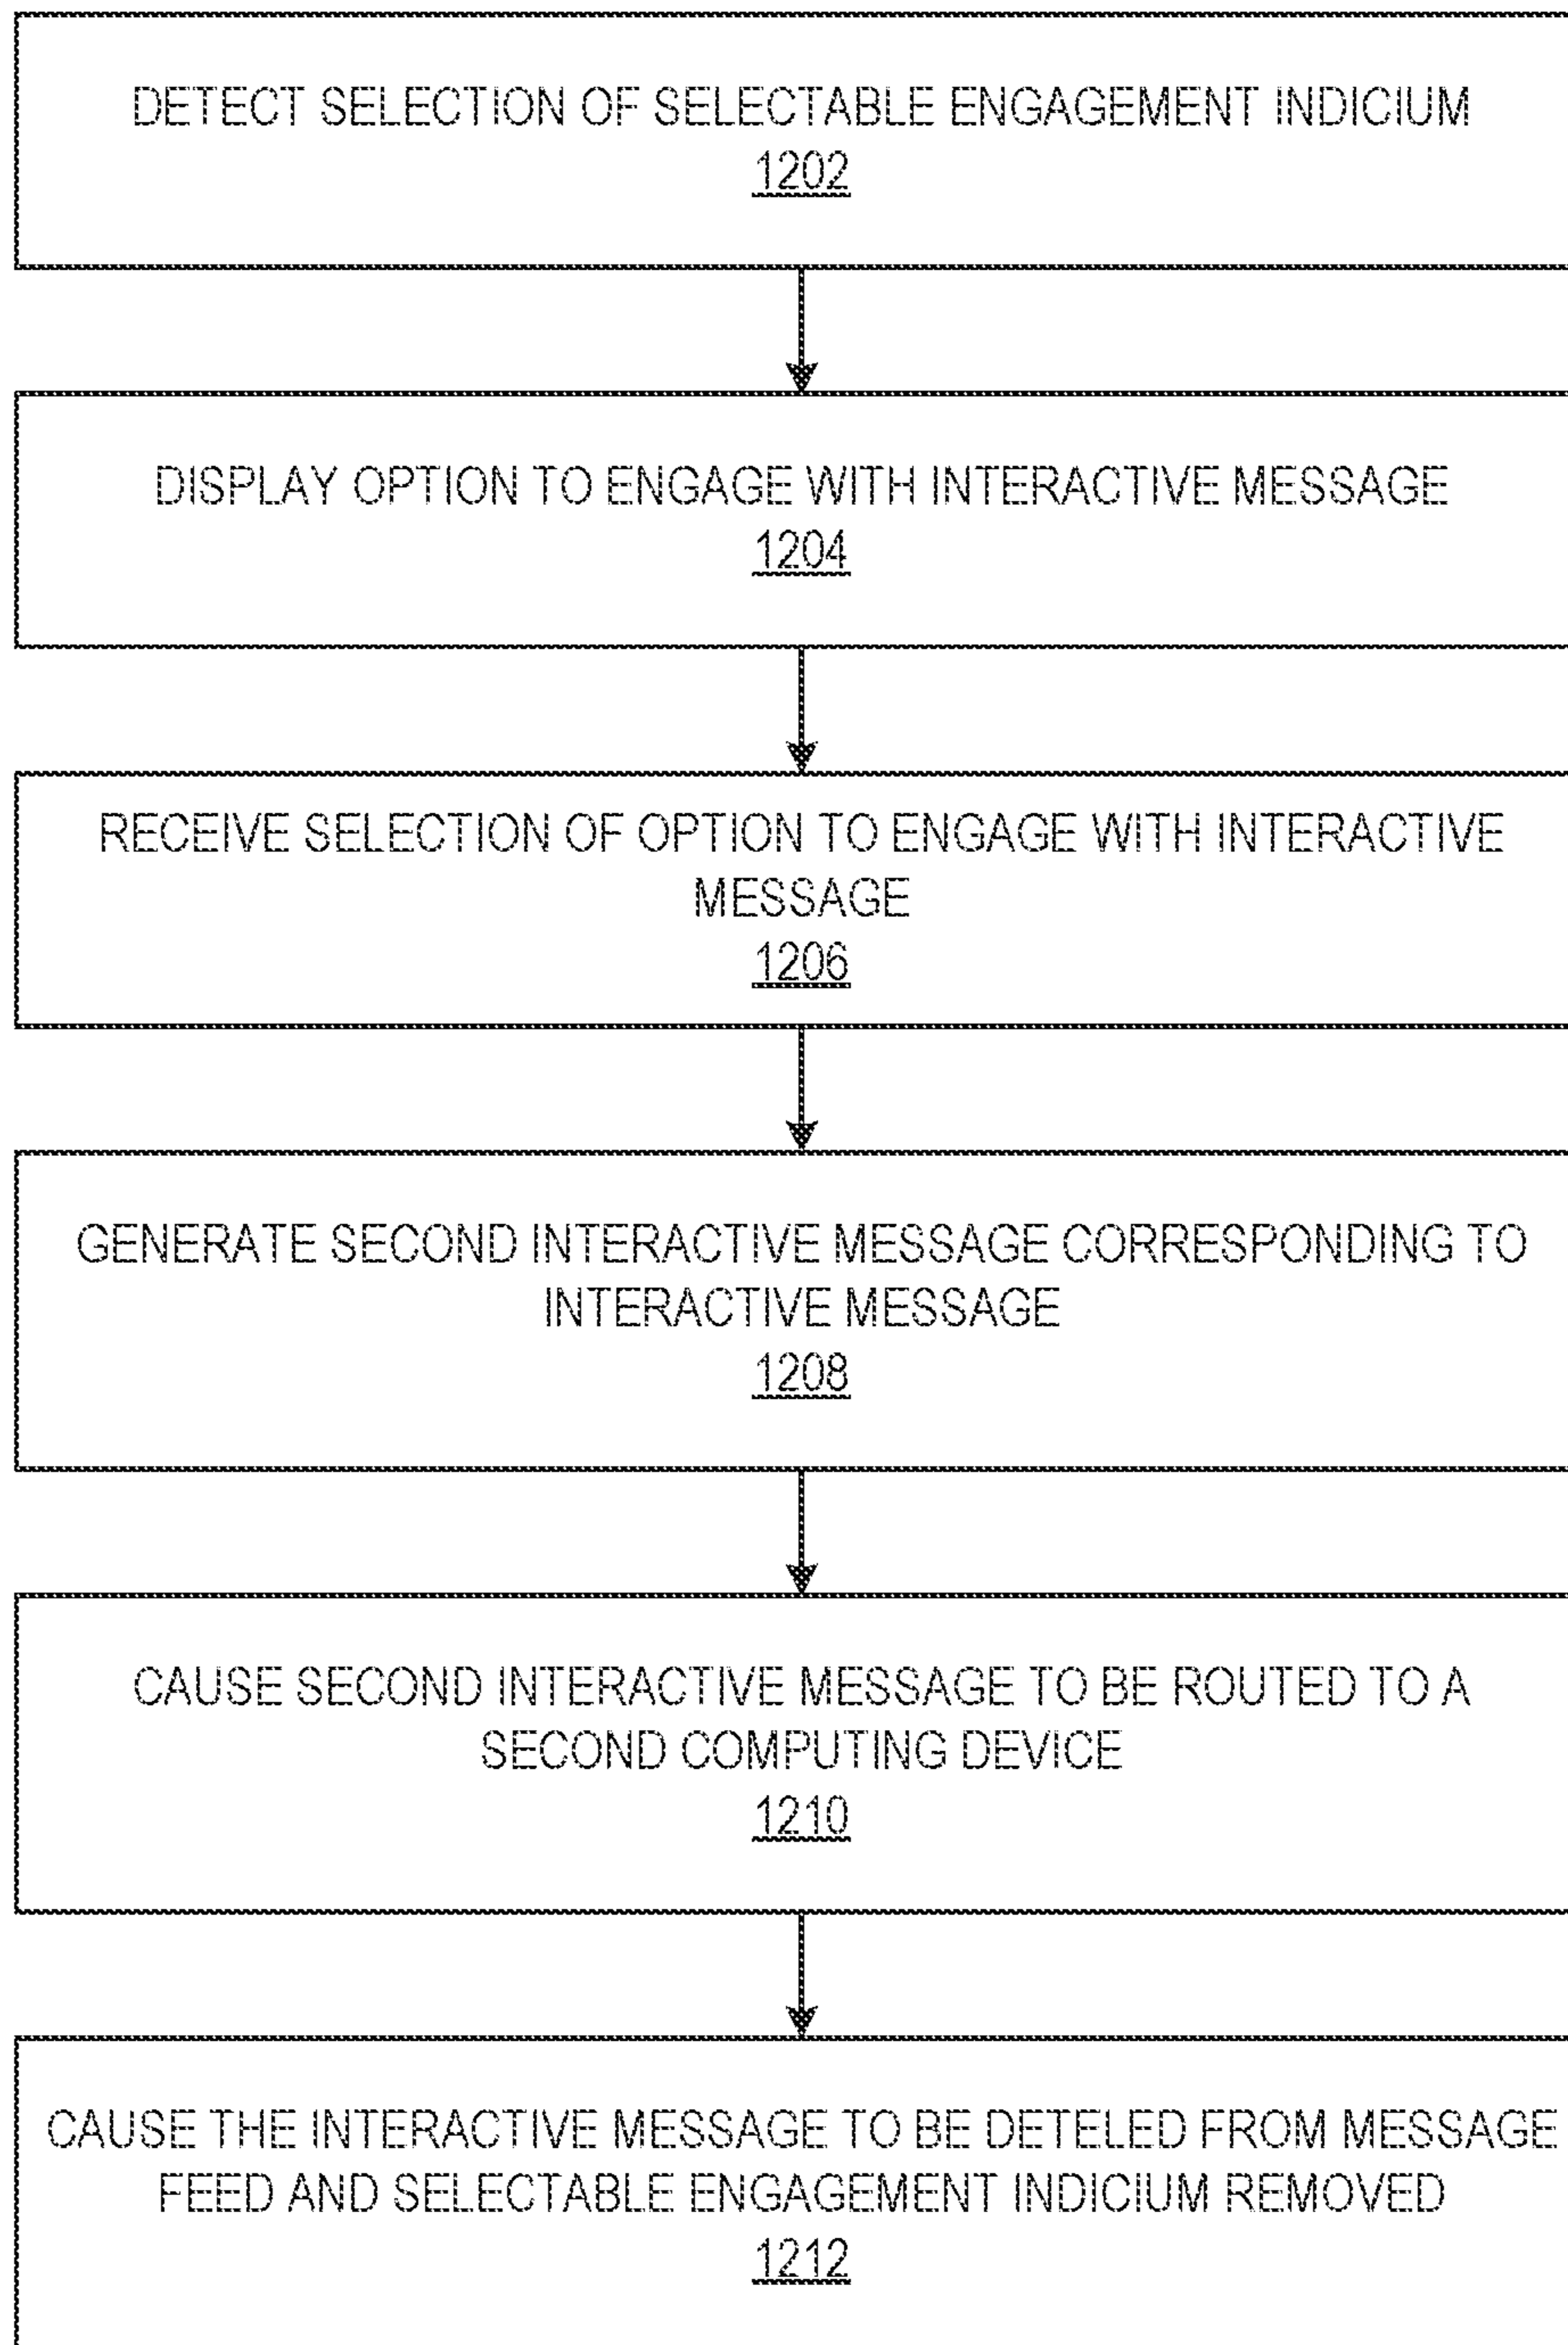 DETECT SELECTION OF SELECTABLE ENGAGEMENT INDICIUM
1202
DISPLAY OPTION TO ENGAGE WITH INTERACTIVE MESSAGE
1204
RECEIVE SELECTION OF OPTION TO ENGAGE WITH INTERACTIVE
MESSAGE
1206
GENERATE SECOND INTERACTIVE MESSAGE CORRESPONDING TO
INTERACTIVE MESSAGE
1208
CAUSE SECOND INTERACTIVE MESSAGE TO BE ROUTED TO A
SECOND COMPUTING DEVICE
1210
CAUSE THE INTERACTIVE MESSAGE TO BE DETELED FROM MESSAGE
FEED AND SELECTABLE ENGAGEMENT INDICIUM REMOVED
1212